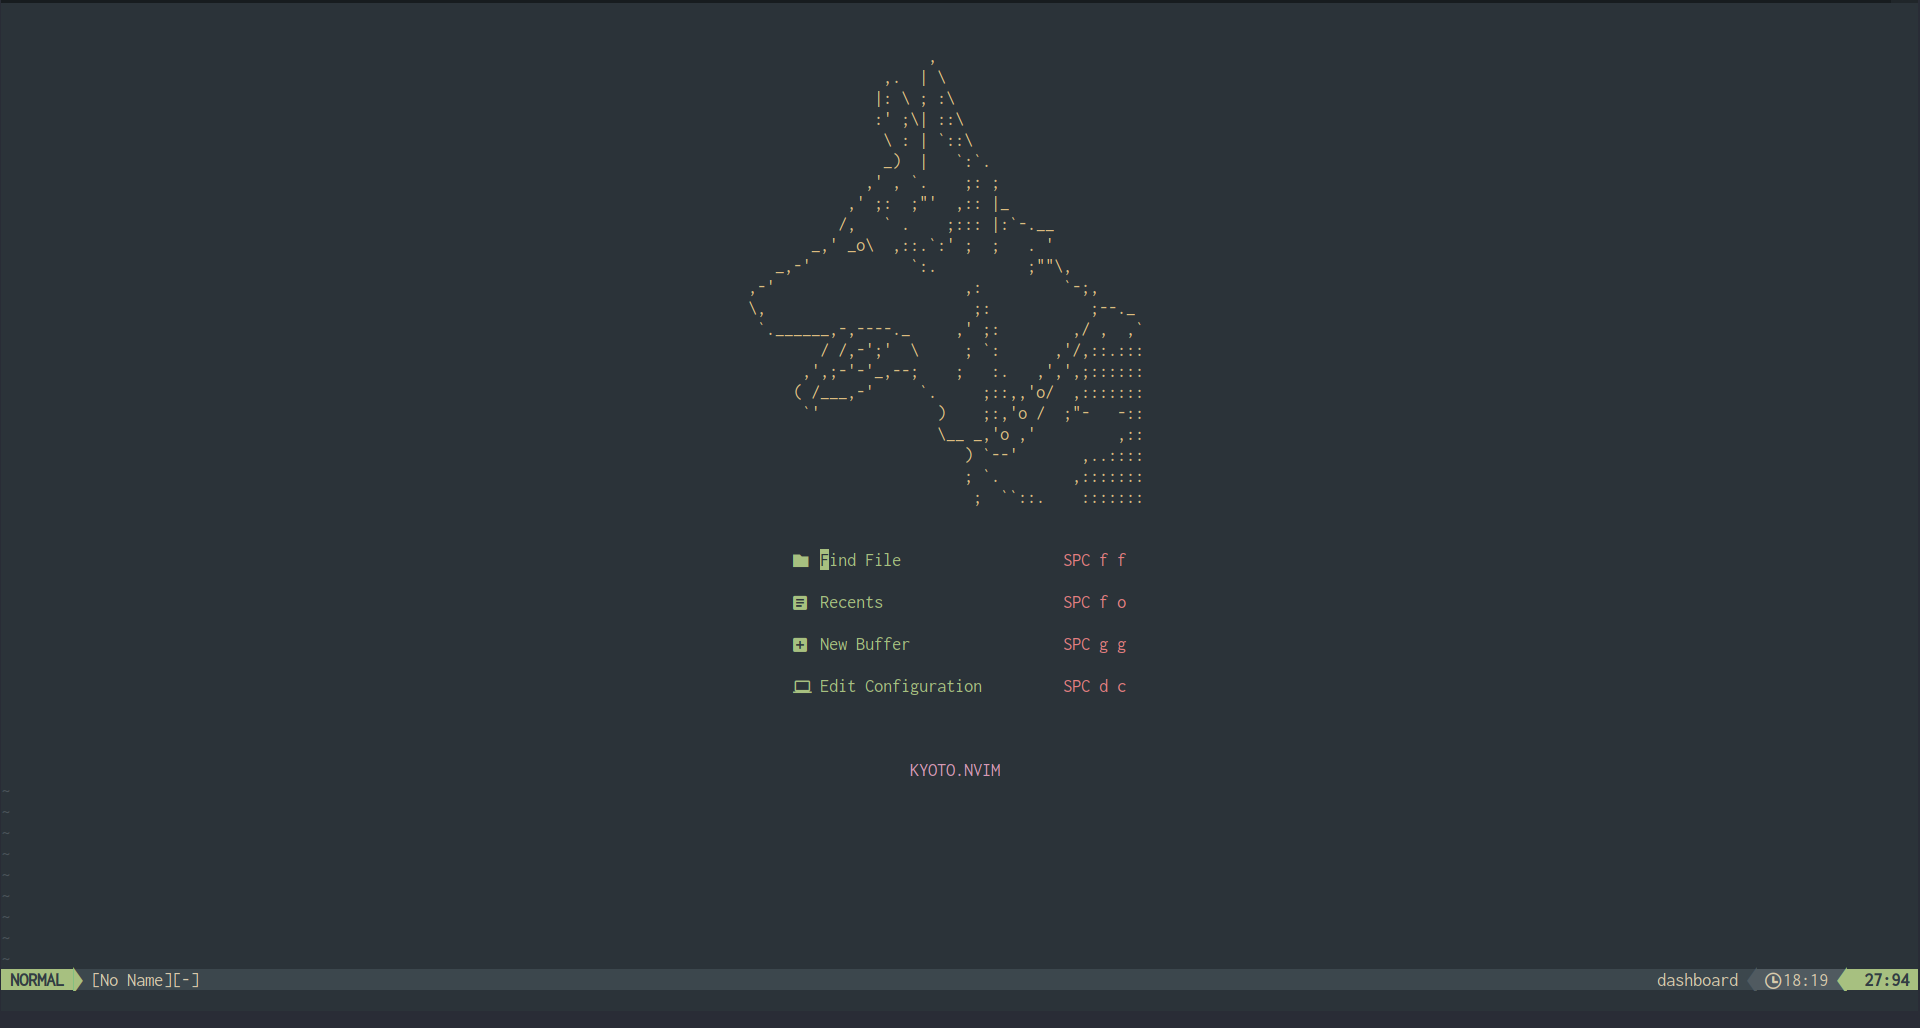 Find File SPC f f
Recents SPC f o
New Buffer SPC g g
Edit Configuration SPC d c
KYOTO.NVIM
NORMAL [No Name][-] dashboard 18:19 27:94